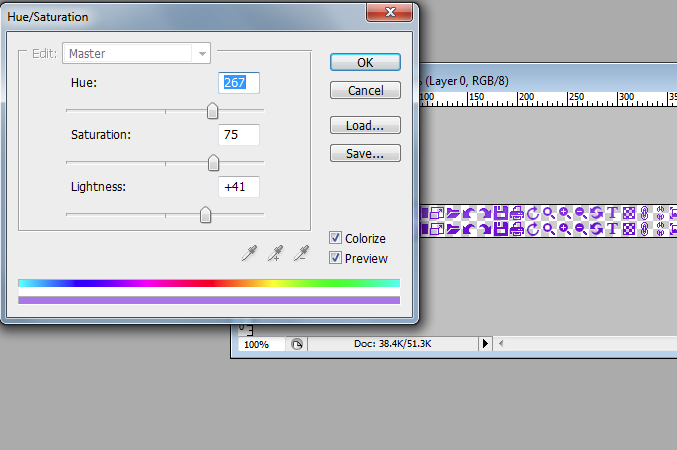 Hue/Saturation
Edit: Master
Hue: 267
Saturation: 75
Lightness: +41
OK
Cancel
Load...
Save...
Colorize
Preview
% (Layer 0, RGB/8)
100 150 200 250 300 350
T
T
0
100% Doc: 38.4K/51.3K